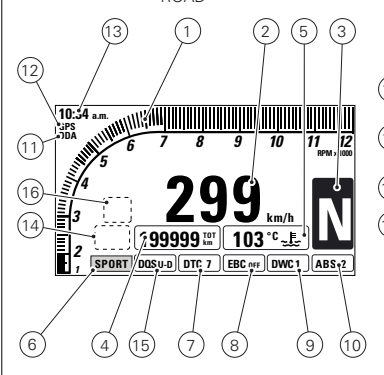 ROAD
13 1 2 5 3
12
10:34 a.m.
GPS
DDA
11
6 7 8 9 10 11 12
RPM x1000
5
4
16
299 km/h
N
3
14
199999 TOT km 103 °C
2
1
SPORT DQS U-D DTC 7 EBC OFF DWC 1 ABS 2
6 4 15 7 8 9 10